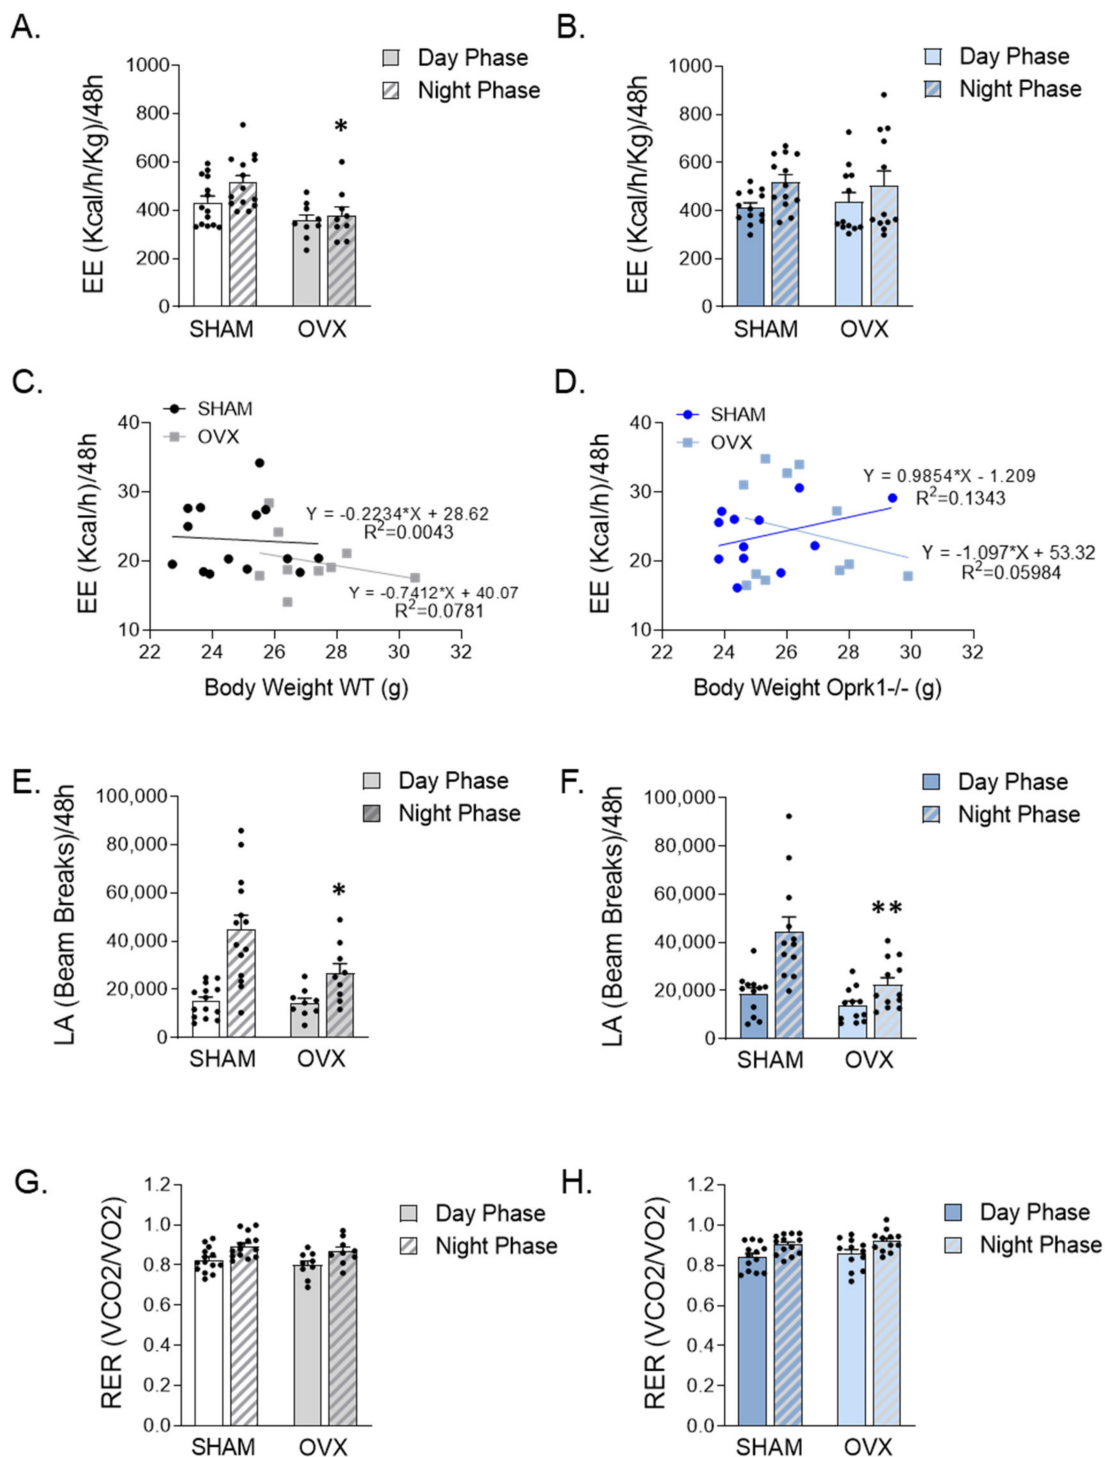 A.
EE (Kcal/h/Kg)/48h
1000
800
600
400
200
0
*
SHAM
OVX
Day Phase
Night Phase
B.
EE (Kcal/h/Kg)/48h
1000
800
600
400
200
0
SHAM
OVX
Day Phase
Night Phase
C.
EE (Kcal/h)/48h
40
30
20
10
SHAM
OVX
Y = -0.2234*X + 28.62
R²=0.0043
Y = -0.7412*X + 40.07
R²=0.0781
22 24 26 28 30 32
Body Weight WT (g)
D.
EE (Kcal/h)/48h
40
30
20
10
SHAM
OVX
Y = 0.9854*X - 1.209
R²=0.1343
Y = -1.097*X + 53.32
R²=0.05984
22 24 26 28 30 32
Body Weight Oprk1-/- (g)
E.
LA (Beam Breaks)/48h
100,000
80,000
60,000
40,000
20,000
0
*
SHAM
OVX
Day Phase
Night Phase
F.
LA (Beam Breaks)/48h
100,000
80,000
60,000
40,000
20,000
0
**
SHAM
OVX
Day Phase
Night Phase
G.
RER (VCO2/VO2)
1.2
1.0
0.8
0.6
0.4
0.2
0.0
SHAM
OVX
Day Phase
Night Phase
H.
RER (VCO2/VO2)
1.2
1.0
0.8
0.6
0.4
0.2
0.0
SHAM
OVX
Day Phase
Night Phase